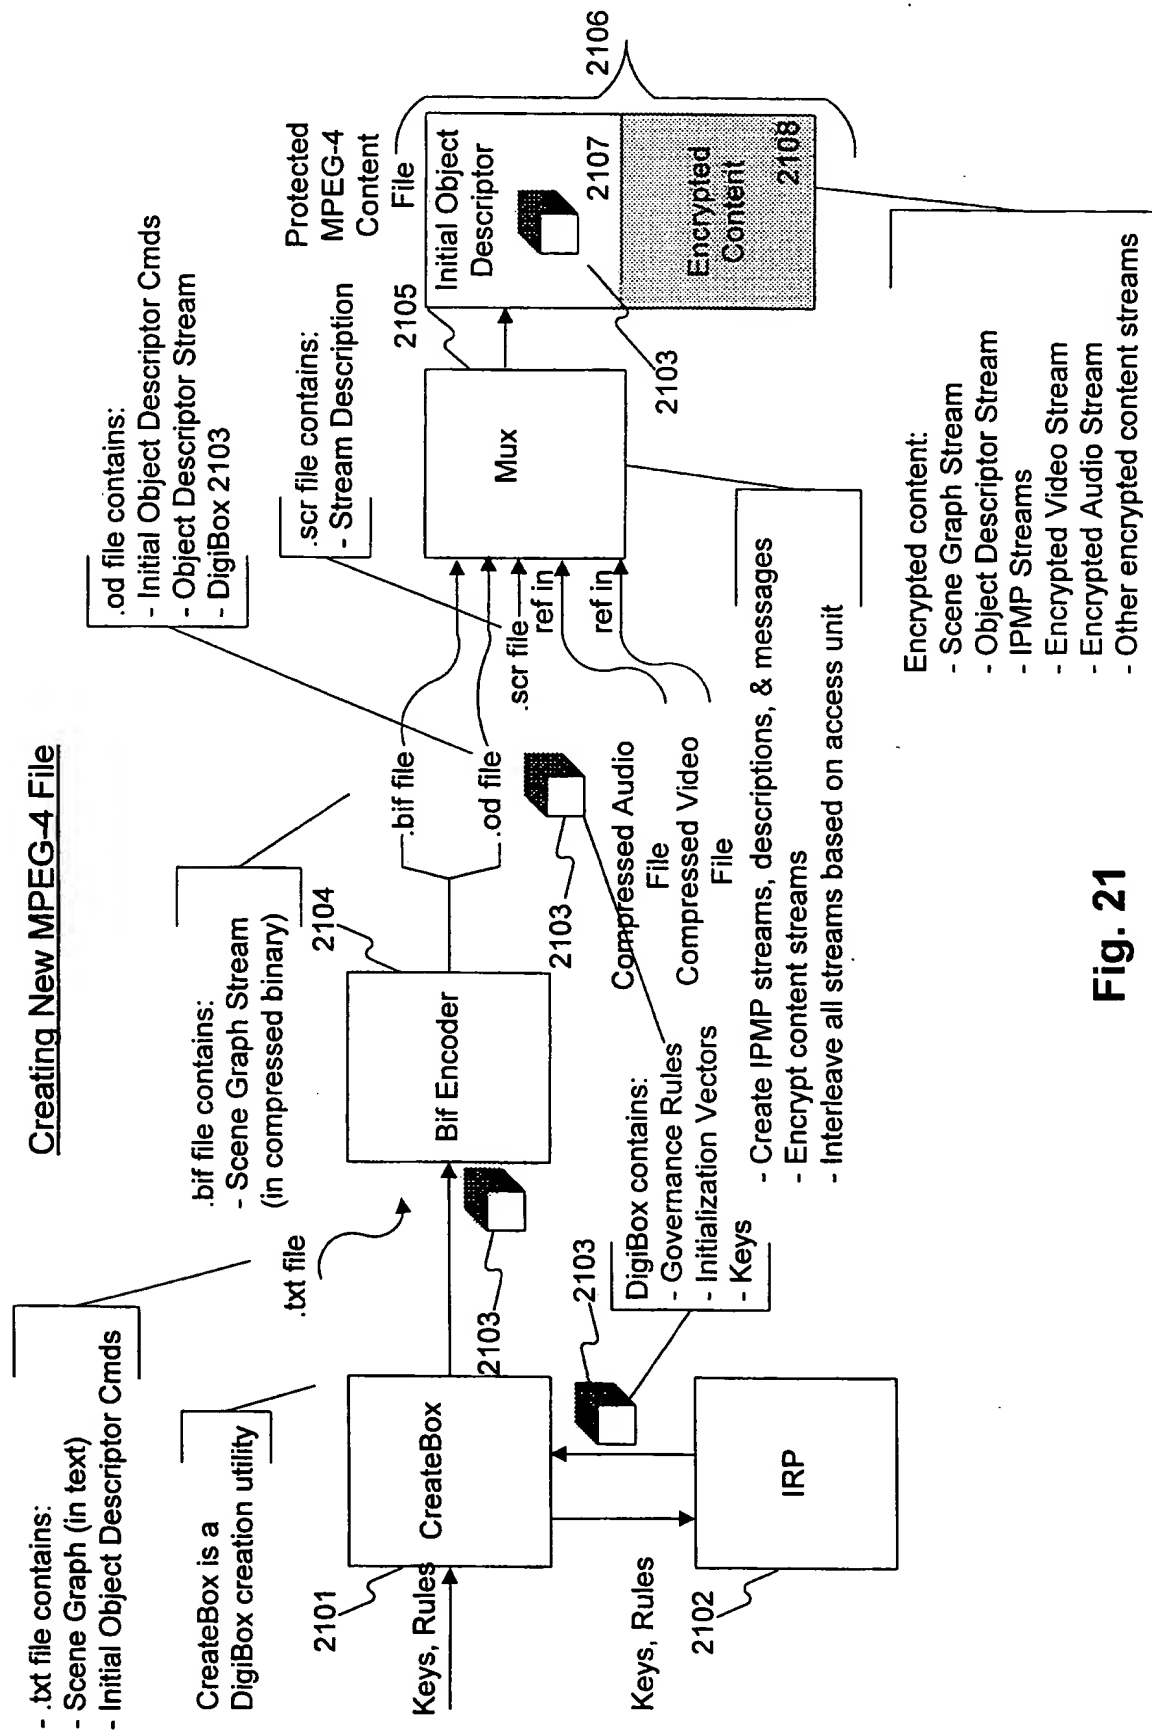 Creating New MPEG-4 File
- .txt file contains:
- Scene Graph (in text)
- Initial Object Descriptor Cmds
CreateBox is a
DigiBox creation utility
2101
Keys, Rules
CreateBox
Keys, Rules
2102
IRP
2103
DigiBox contains:
- Governance Rules
- Initialization Vectors
- Keys
.txt file
2103
.bif file contains:
- Scene Graph Stream
(in compressed binary)
2104
Bif Encoder
.bif file
.od file
2103
.od file contains:
- Initial Object Descriptor Cmds
- Object Descriptor Stream
- DigiBox 2103
.scr file contains:
- Stream Description
.scr file
ref in
ref in
Compressed Audio
File
Compressed Video
File
2105
Mux
- Create IPMP streams, descriptions, & messages
- Encrypt content streams
- Interleave all streams based on access unit
Protected
MPEG-4
Content
File
2106
Initial Object
Descriptor
2107
2103
Encrypted
Content
2108
Encrypted content:
- Scene Graph Stream
- Object Descriptor Stream
- IPMP Streams
- Encrypted Video Stream
- Encrypted Audio Stream
- Other encrypted content streams
Fig. 21